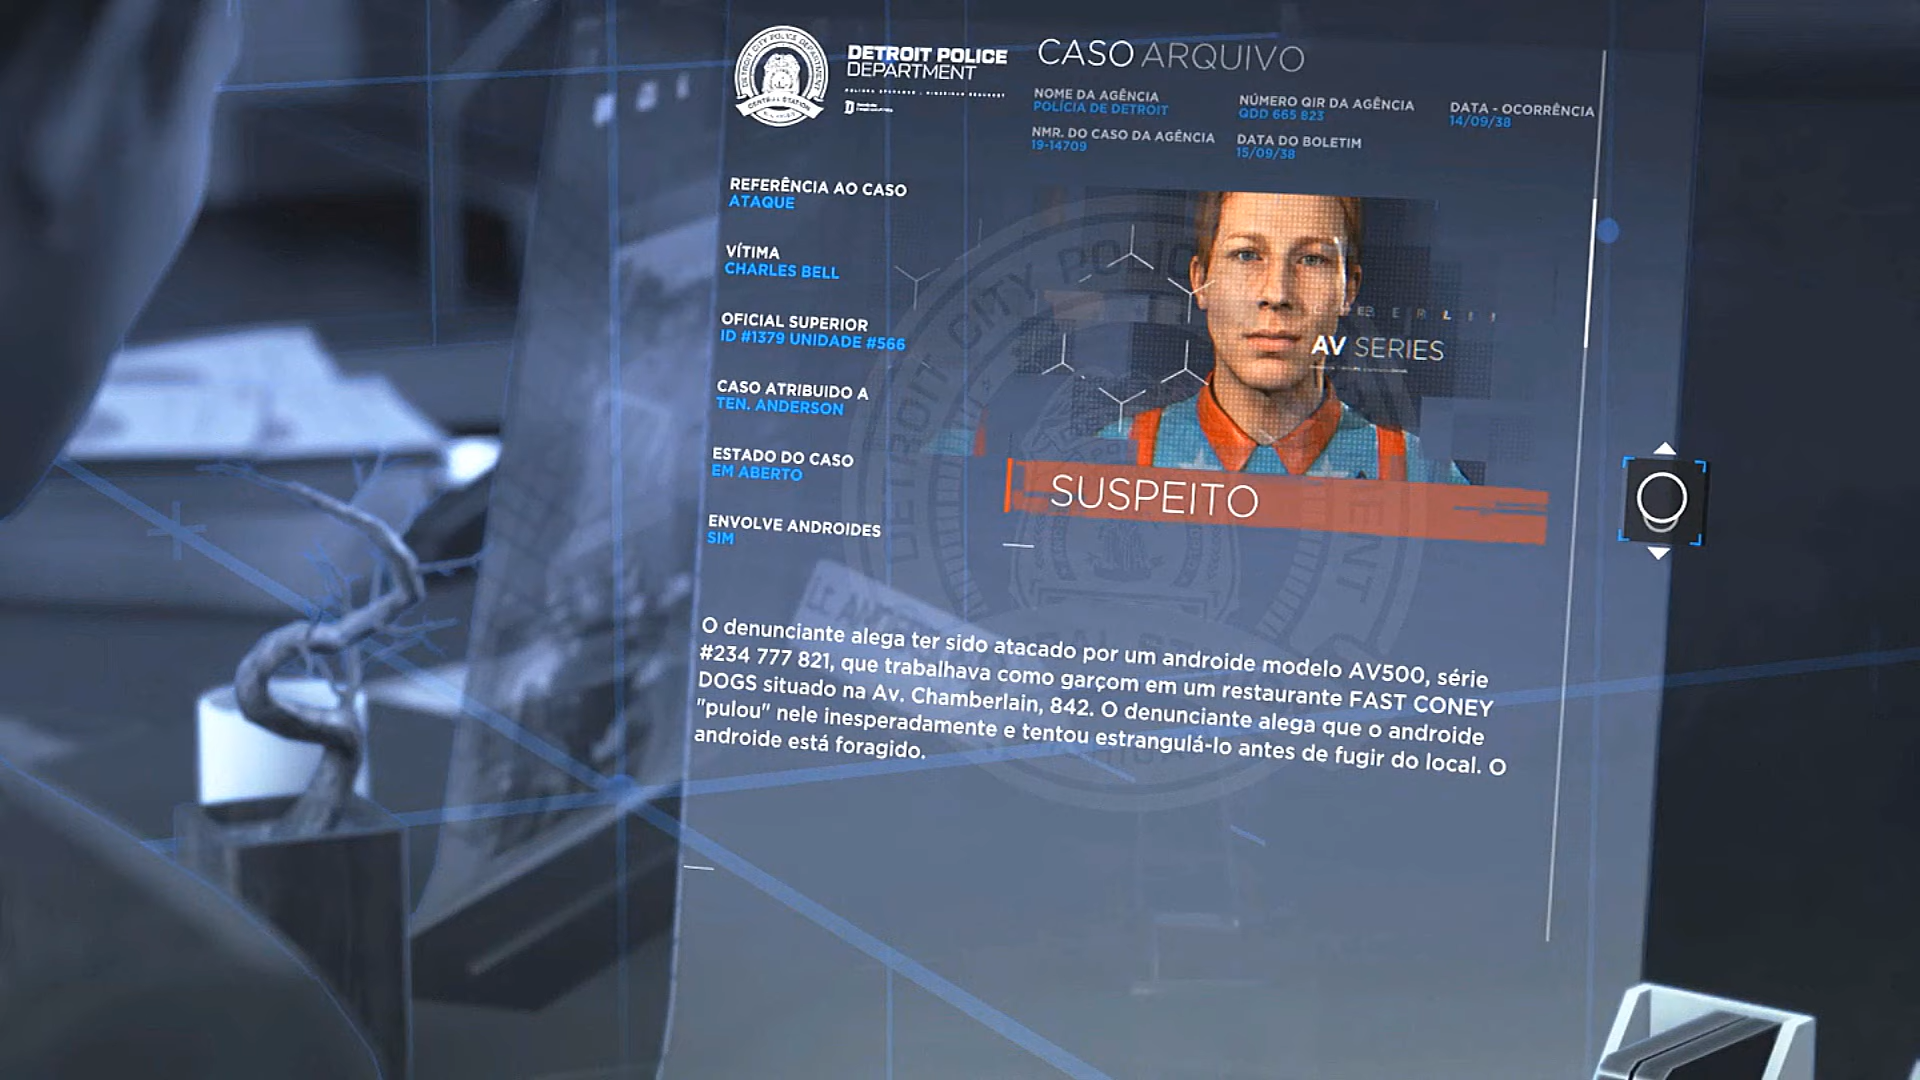 DETROIT POLICE
DEPARTMENT
CENTRAL STATION
CASO ARQUIVO
NOME DA AGÊNCIA
POLÍCIA DE DETROIT
NÚMERO QIR DA AGÊNCIA
QDD 665 823
DATA - OCORRÊNCIA
14/09/38
NMR. DO CASO DA AGÊNCIA
19-14709
DATA DO BOLETIM
15/09/38
REFERÊNCIA AO CASO
ATAQUE
VÍTIMA
CHARLES BELL
OFICIAL SUPERIOR
ID #1379 UNIDADE #566
CASO ATRIBUIDO A
TEN. ANDERSON
ESTADO DO CASO
EM ABERTO
ENVOLVE ANDROIDES
SIM
AV SERIES
SUSPEITO
DETROIT CITY POLICE
O denunciante alega ter sido atacado por um androide modelo AV500, série
#234 777 821, que trabalhava como garçom em um restaurante FAST CONEY
DOGS situado na Av. Chamberlain, 842. O denunciante alega que o androide
"pulou" nele inesperadamente e tentou estrangulá-lo antes de fugir do local. O
androide está foragido.